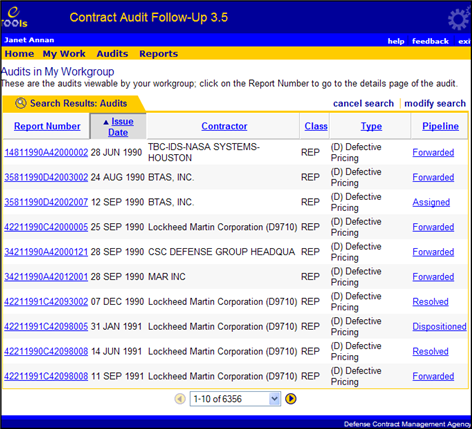 e
TOOLS
Contract Audit Follow-Up 3.5
Janet Annan
help feedback exi
Home My Work Audits Reports
Audits in My Workgroup
These are the audits viewable by your workgroup; click on the Report Number to go to the details page of the audit.
Search Results: Audits
cancel search modify search
Report Number Issue Date Contractor Class Type Pipeline
14811990A42000002 28 JUN 1990 TBC-IDS-NASA SYSTEMS-HOUSTON REP (D) Defective Pricing Forwarded
35811990D42003002 24 AUG 1990 BTAS, INC. REP (D) Defective Pricing Forwarded
35811990D42002007 12 SEP 1990 BTAS, INC. REP (D) Defective Pricing Assigned
42211990C42000005 25 SEP 1990 Lockheed Martin Corporation (D9710) REP (D) Defective Pricing Forwarded
34211990A42000121 28 SEP 1990 CSC DEFENSE GROUP HEADQUA REP (D) Defective Pricing Forwarded
34211990A42012001 28 SEP 1990 MAR INC REP (D) Defective Pricing Forwarded
42211991C42093002 07 DEC 1990 Lockheed Martin Corporation (D9710) REP (D) Defective Pricing Resolved
42211991C42098005 31 JAN 1991 Lockheed Martin Corporation (D9710) REP (D) Defective Pricing Dispositioned
42211990C42098008 14 JUN 1991 Lockheed Martin Corporation (D9710) REP (D) Defective Pricing Resolved
42211991C42098008 11 SEP 1991 Lockheed Martin Corporation (D9710) REP (D) Defective Pricing Forwarded
1-10 of 6356
Defense Contract Management Agency